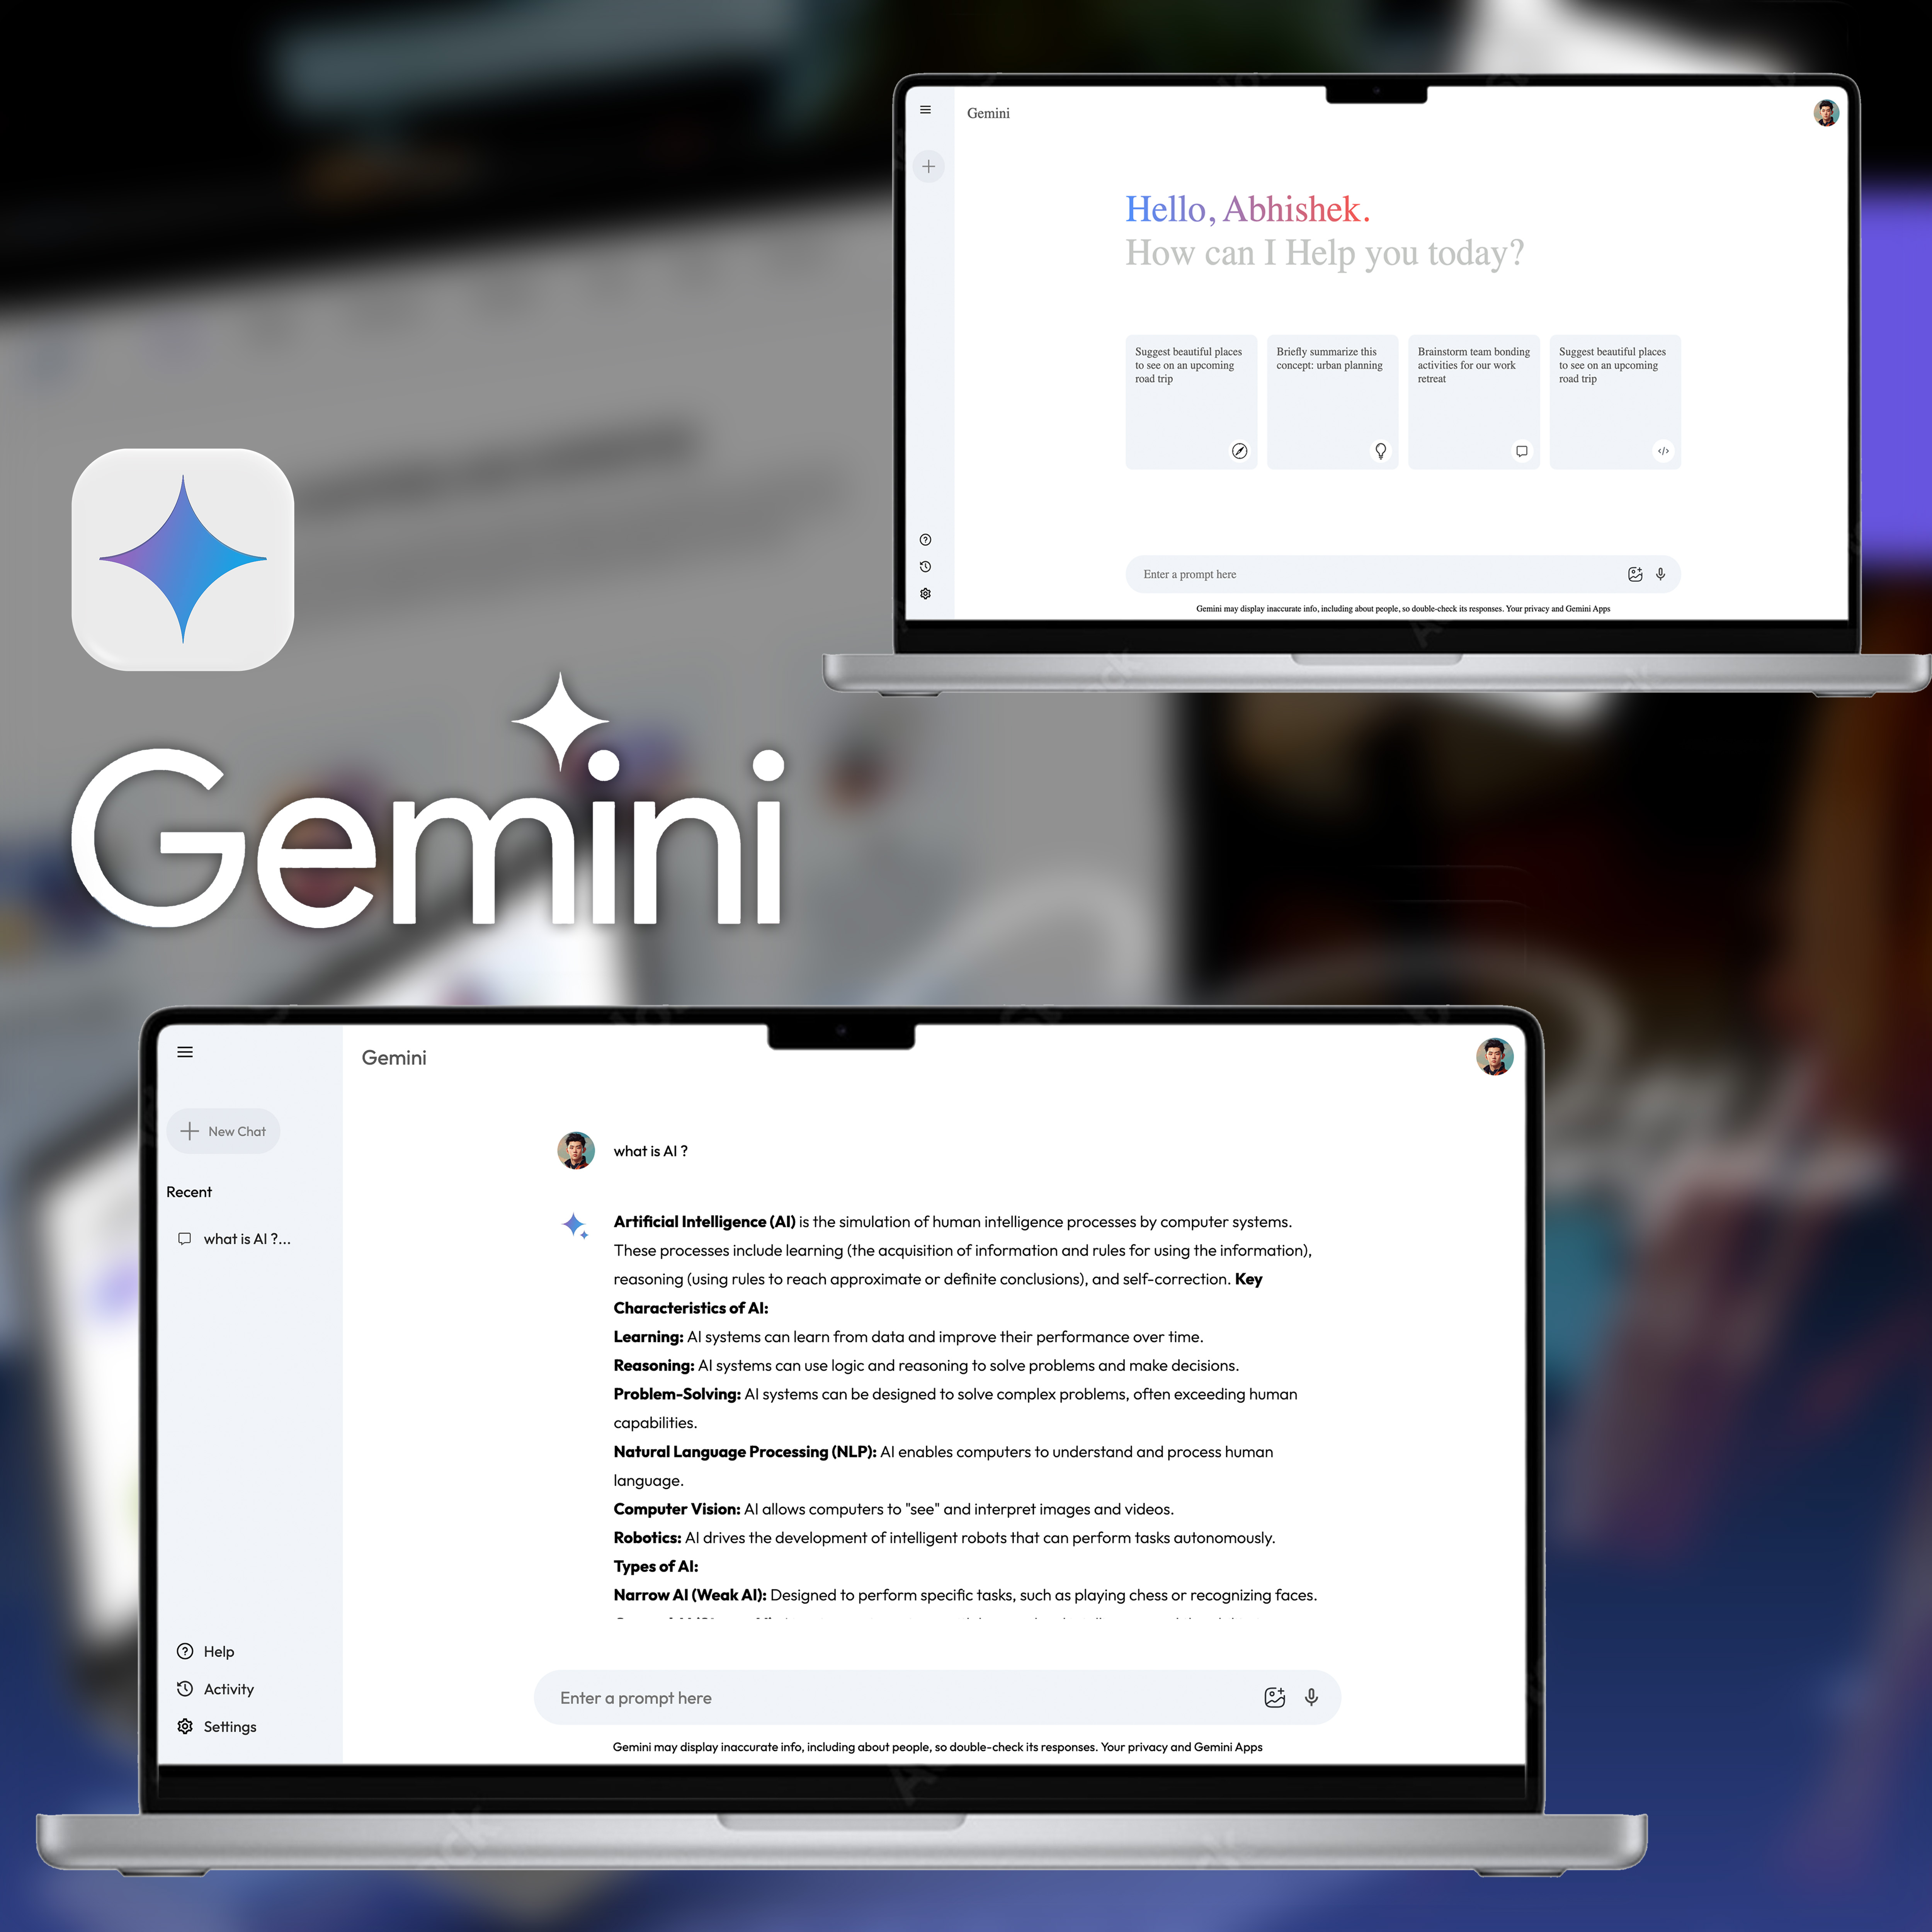 Gemini
Hello, Abhishek.
How can I Help you today?
Suggest beautiful places
to see on an upcoming
road trip
Briefly summarize this
concept: urban planning
Brainstorm team bonding
activities for our work
retreat
Suggest beautiful places
to see on an upcoming
road trip
</>
Enter a prompt here
Gemini may display inaccurate info, including about people, so double-check its responses. Your privacy and Gemini Apps
Gemini
Gemini
New Chat
Recent
what is AI ?...
Help
Activity
Settings
what is AI ?
Artificial Intelligence (AI) is the simulation of human intelligence processes by computer systems.
These processes include learning (the acquisition of information and rules for using the information),
reasoning (using rules to reach approximate or definite conclusions), and self-correction. Key
Characteristics of AI:
Learning: AI systems can learn from data and improve their performance over time.
Reasoning: AI systems can use logic and reasoning to solve problems and make decisions.
Problem-Solving: AI systems can be designed to solve complex problems, often exceeding human
capabilities.
Natural Language Processing (NLP): AI enables computers to understand and process human
language.
Computer Vision: AI allows computers to "see" and interpret images and videos.
Robotics: AI drives the development of intelligent robots that can perform tasks autonomously.
Types of AI:
Narrow AI (Weak AI): Designed to perform specific tasks, such as playing chess or recognizing faces.
Enter a prompt here
Gemini may display inaccurate info, including about people, so double-check its responses. Your privacy and Gemini Apps